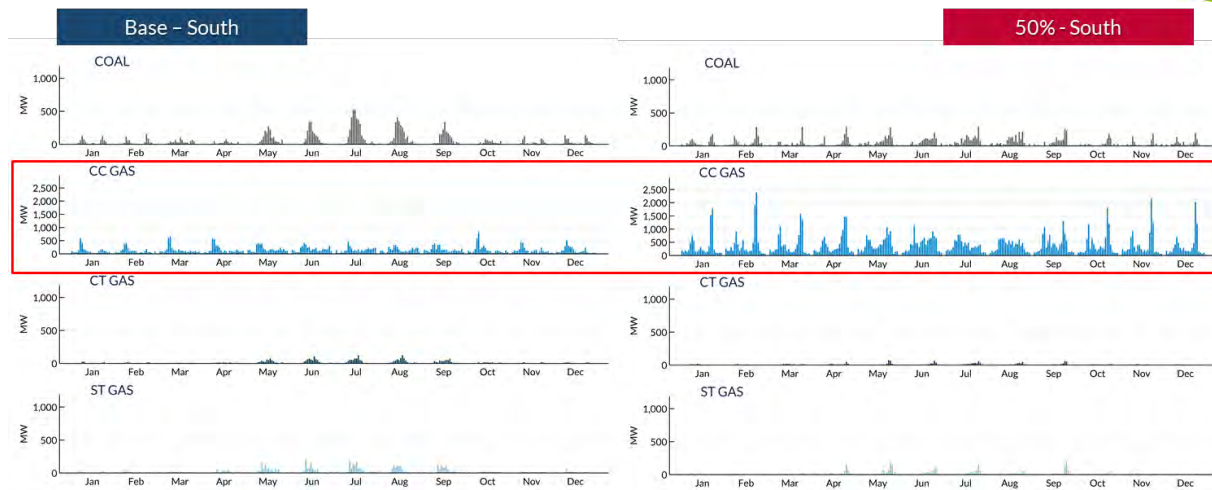 Base – South
50% - South
COAL
1,000
500
0
MW
Jan Feb Mar Apr May Jun Jul Aug Sep Oct Nov Dec
CC GAS
2,500
2,000
1,500
1,000
500
0
MW
Jan Feb Mar Apr May Jun Jul Aug Sep Oct Nov Dec
CT GAS
1,000
500
0
MW
Jan Feb Mar Apr May Jun Jul Aug Sep Oct Nov Dec
ST GAS
1,000
500
0
MW
Jan Feb Mar Apr May Jun Jul Aug Sep Oct Nov Dec
COAL
1,000
500
0
MW
Jan Feb Mar Apr May Jun Jul Aug Sep Oct Nov Dec
CC GAS
2,500
2,000
1,500
1,000
500
0
MW
Jan Feb Mar Apr May Jun Jul Aug Sep Oct Nov Dec
CT GAS
1,000
500
0
MW
Jan Feb Mar Apr May Jun Jul Aug Sep Oct Nov Dec
ST GAS
1,000
500
0
MW
Jan Feb Mar Apr May Jun Jul Aug Sep Oct Nov Dec